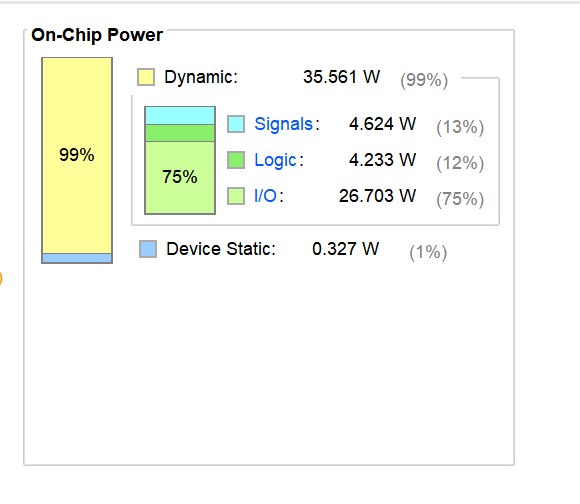 On-Chip Power
Dynamic: 35.561 W (99%)
99%
Signals: 4.624 W (13%)
Logic: 4.233 W (12%)
75%
I/O: 26.703 W (75%)
Device Static: 0.327 W (1%)